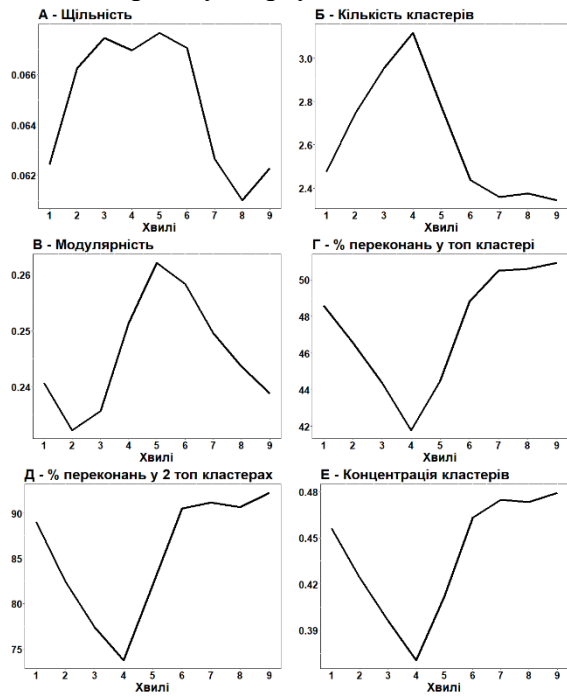 А - Щільність
0.066
0.064
0.062
1 2 3 4 5 6 7 8 9
Хвилі
Б - Кількість кластерів
3.0
2.8
2.6
2.4
1 2 3 4 5 6 7 8 9
Хвилі
В - Модулярність
0.26
0.25
0.24
1 2 3 4 5 6 7 8 9
Хвилі
Г - % переконань у топ кластері
50
48
46
44
42
1 2 3 4 5 6 7 8 9
Хвилі
Д - % переконань у 2 топ кластерах
90
85
80
75
1 2 3 4 5 6 7 8 9
Хвилі
Е - Концентрація кластерів
0.48
0.45
0.42
0.39
1 2 3 4 5 6 7 8 9
Хвилі